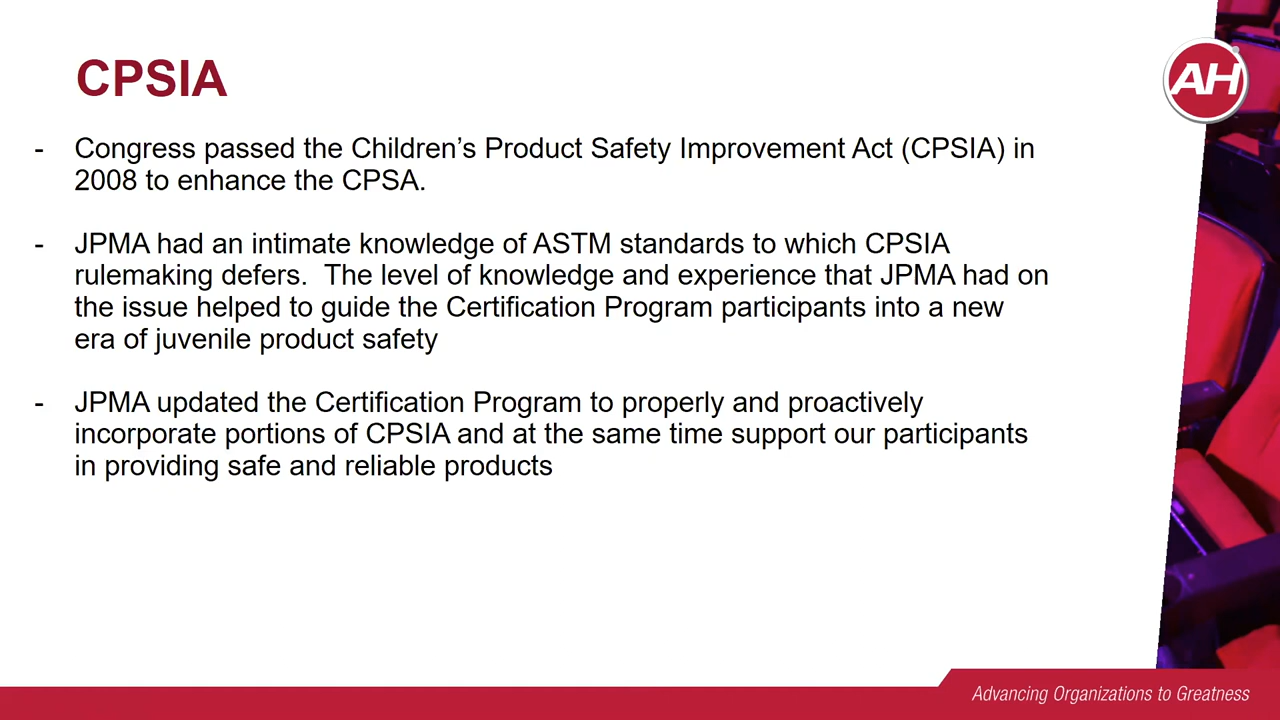 CPSIA
AH
- Congress passed the Children’s Product Safety Improvement Act (CPSIA) in
2008 to enhance the CPSA.
- JPMA had an intimate knowledge of ASTM standards to which CPSIA
rulemaking defers.  The level of knowledge and experience that JPMA had on
the issue helped to guide the Certification Program participants into a new
era of juvenile product safety
- JPMA updated the Certification Program to properly and proactively
incorporate portions of CPSIA and at the same time support our participants
in providing safe and reliable products
Advancing Organizations to Greatness